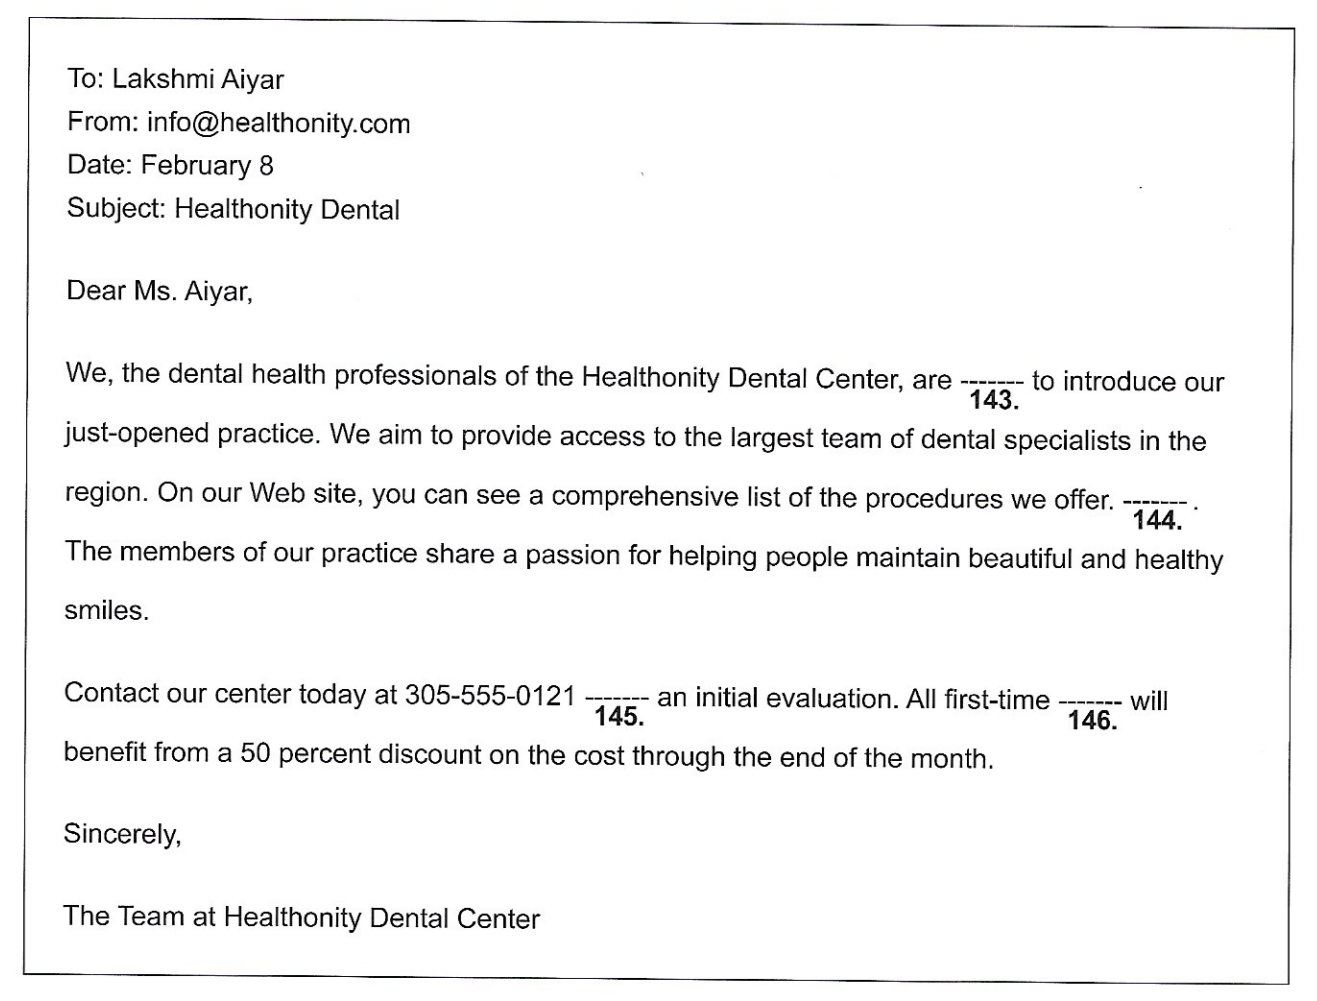 To: Lakshmi Aiyar
From: info@healthonity.com
Date: February 8
Subject: Healthonity Dental
Dear Ms. Aiyar,
We, the dental health professionals of the Healthonity Dental Center, are ------- to introduce our
143.
just-opened practice. We aim to provide access to the largest team of dental specialists in the
region. On our Web site, you can see a comprehensive list of the procedures we offer. ------- .
144.
The members of our practice share a passion for helping people maintain beautiful and healthy
smiles.
Contact our center today at 305-555-0121 ------- an initial evaluation. All first-time ------- will
145. 146.
benefit from a 50 percent discount on the cost through the end of the month.
Sincerely,
The Team at Healthonity Dental Center